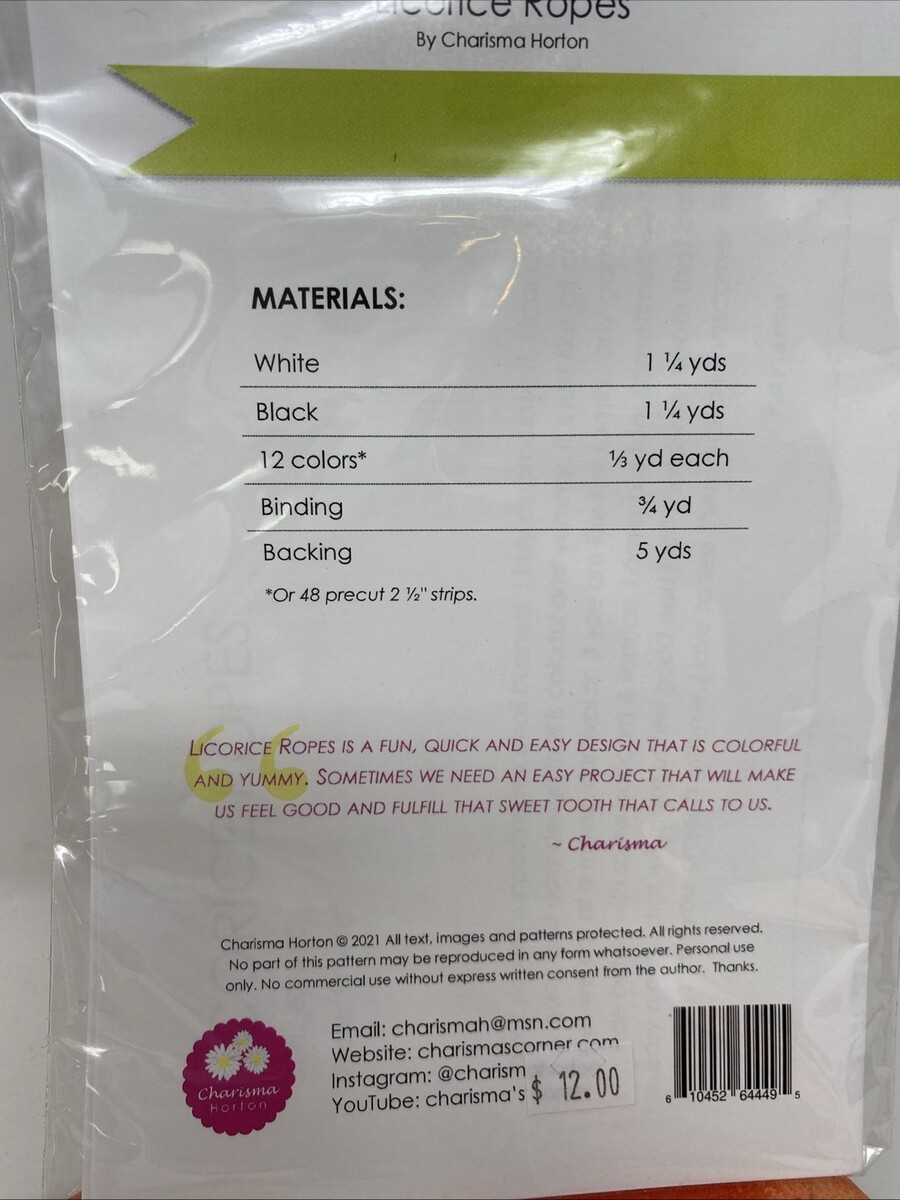 Licorice Ropes
By Charisma Horton
MATERIALS:
White 1 ¼ yds
Black 1 ¼ yds
12 colors* ⅓ yd each
Binding ¾ yd
Backing 5 yds
*Or 48 precut 2 ½" strips.
LICORICE ROPES IS A FUN, QUICK AND EASY DESIGN THAT IS COLORFUL
AND YUMMY. SOMETIMES WE NEED AN EASY PROJECT THAT WILL MAKE
US FEEL GOOD AND FULFILL THAT SWEET TOOTH THAT CALLS TO US.
~ Charisma
Charisma Horton © 2021 All text, images and patterns protected. All rights reserved.
No part of this pattern may be reproduced in any form whatsoever. Personal use
only. No commercial use without express written consent from the author. Thanks.
Charisma
Horton
Email: charismah@msn.com
Website: charismascorner.com
Instagram: @charism
YouTube: charisma's
$ 12.00
6 10452 64449 5